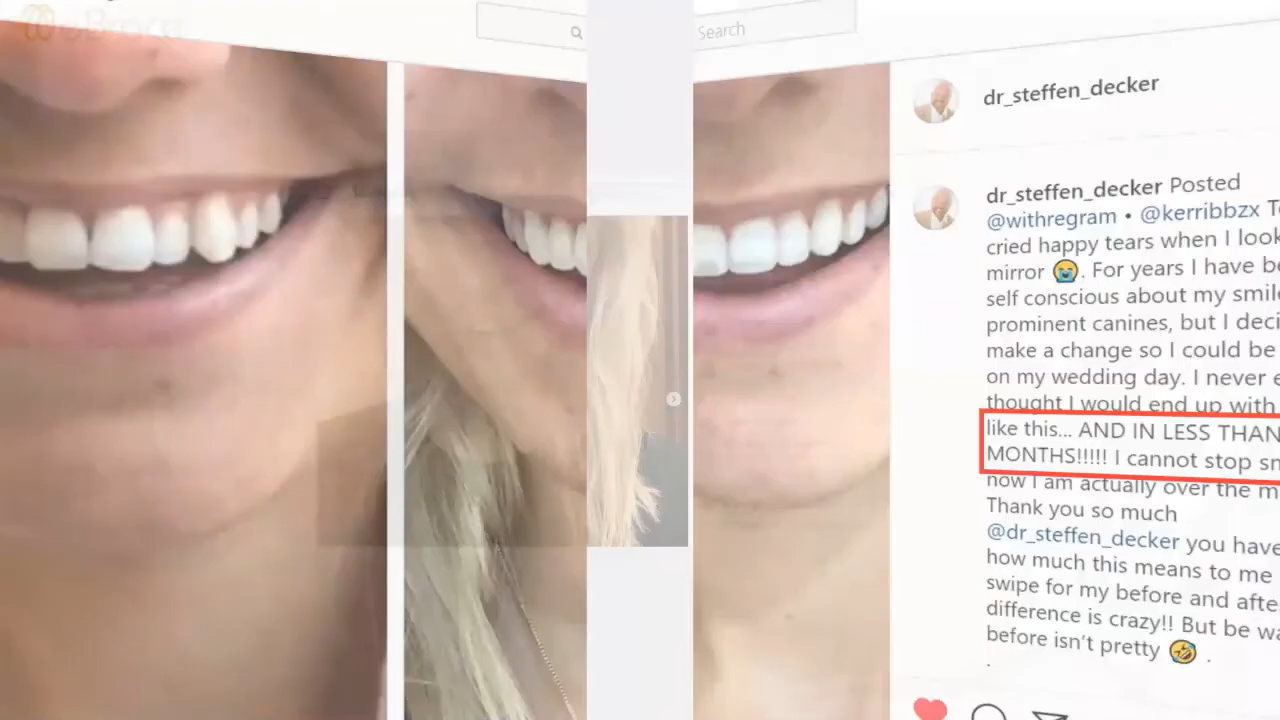 Search
dr_steffen_decker
dr_steffen_decker Posted
@withregram • @kerribbzx
cried happy tears when I look
mirror 😭. For years I have be
self conscious about my smile
prominent canines, but I deci
make a change so I could be
on my wedding day. I never e
thought I would end up with
like this... AND IN LESS THAN
MONTHS!!!!! I cannot stop sm
now I am actually over the m
Thank you so much
@dr_steffen_decker you have
how much this means to me
swipe for my before and afte
difference is crazy!! But be wa
before isn't pretty 🤣 .
.